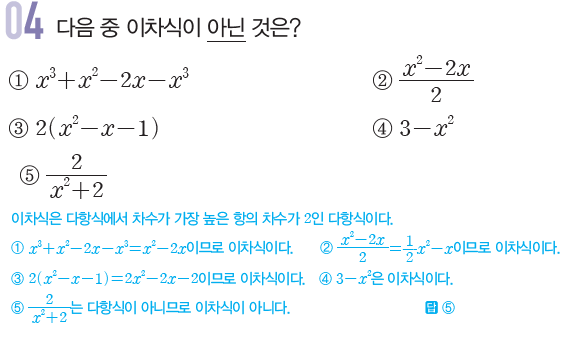 04 다음 중 이차식이 아닌 것은?
① x³+x²−2x−x³ ② (x²−2x)/2
③ 2(x²−x−1) ④ 3−x²
⑤ 2/(x²+2)
이차식은 다항식에서 차수가 가장 높은 항의 차수가 2인 다항식이다.
① x³+x²−2x−x³=x²−2x이므로 이차식이다. ② (x²−2x)/2=1/2x²−x이므로 이차식이다.
③ 2(x²−x−1)=2x²−2x−2이므로 이차식이다. ④ 3−x²은 이차식이다.
⑤ 2/(x²+2)는 다항식이 아니므로 이차식이 아니다. 답 ⑤